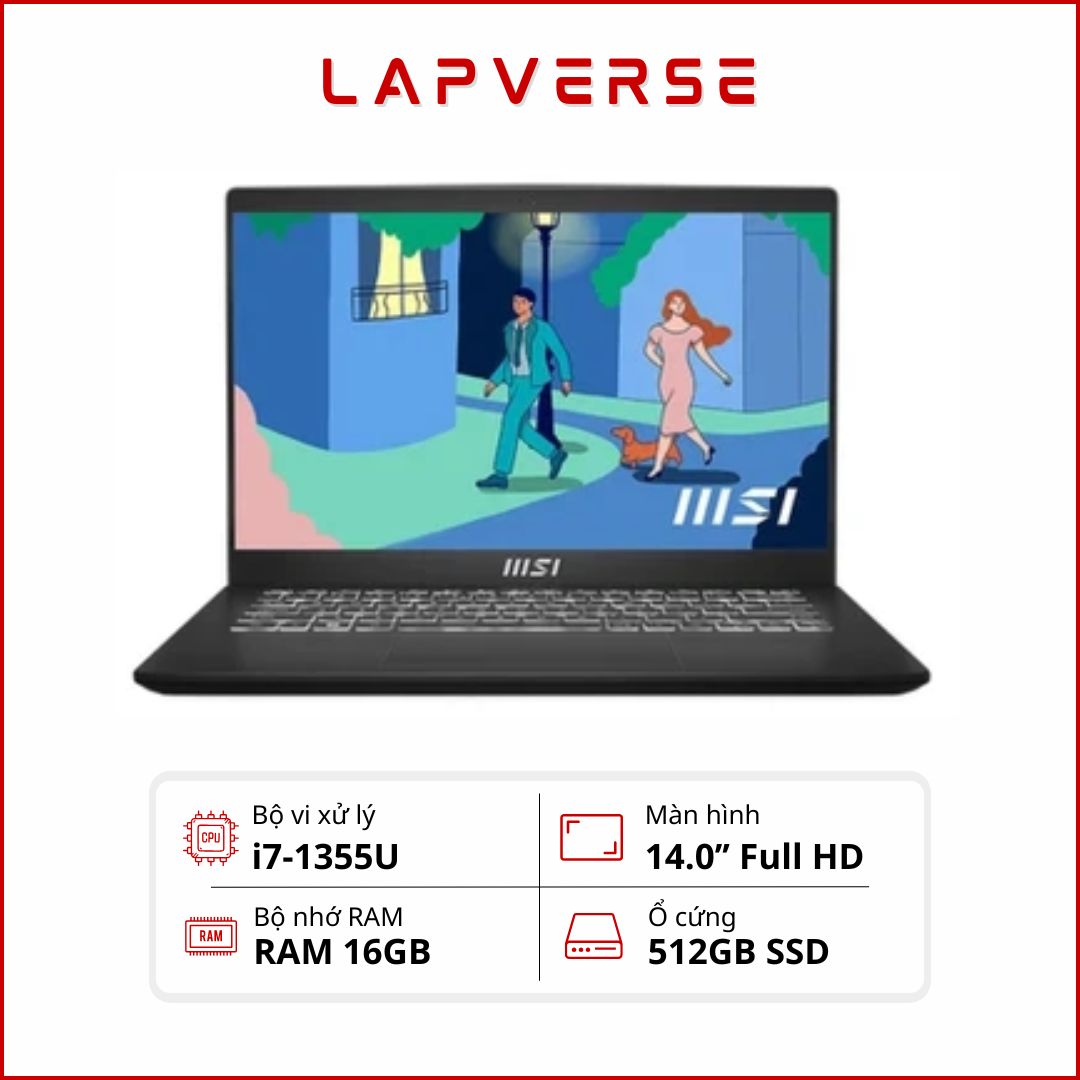 LAPVERSE
MSI
MSI
CPU
Bộ vi xử lý
i7-1355U
Màn hình
14.0” Full HD
RAM
Bộ nhớ RAM
RAM 16GB
Ổ cứng
512GB SSD